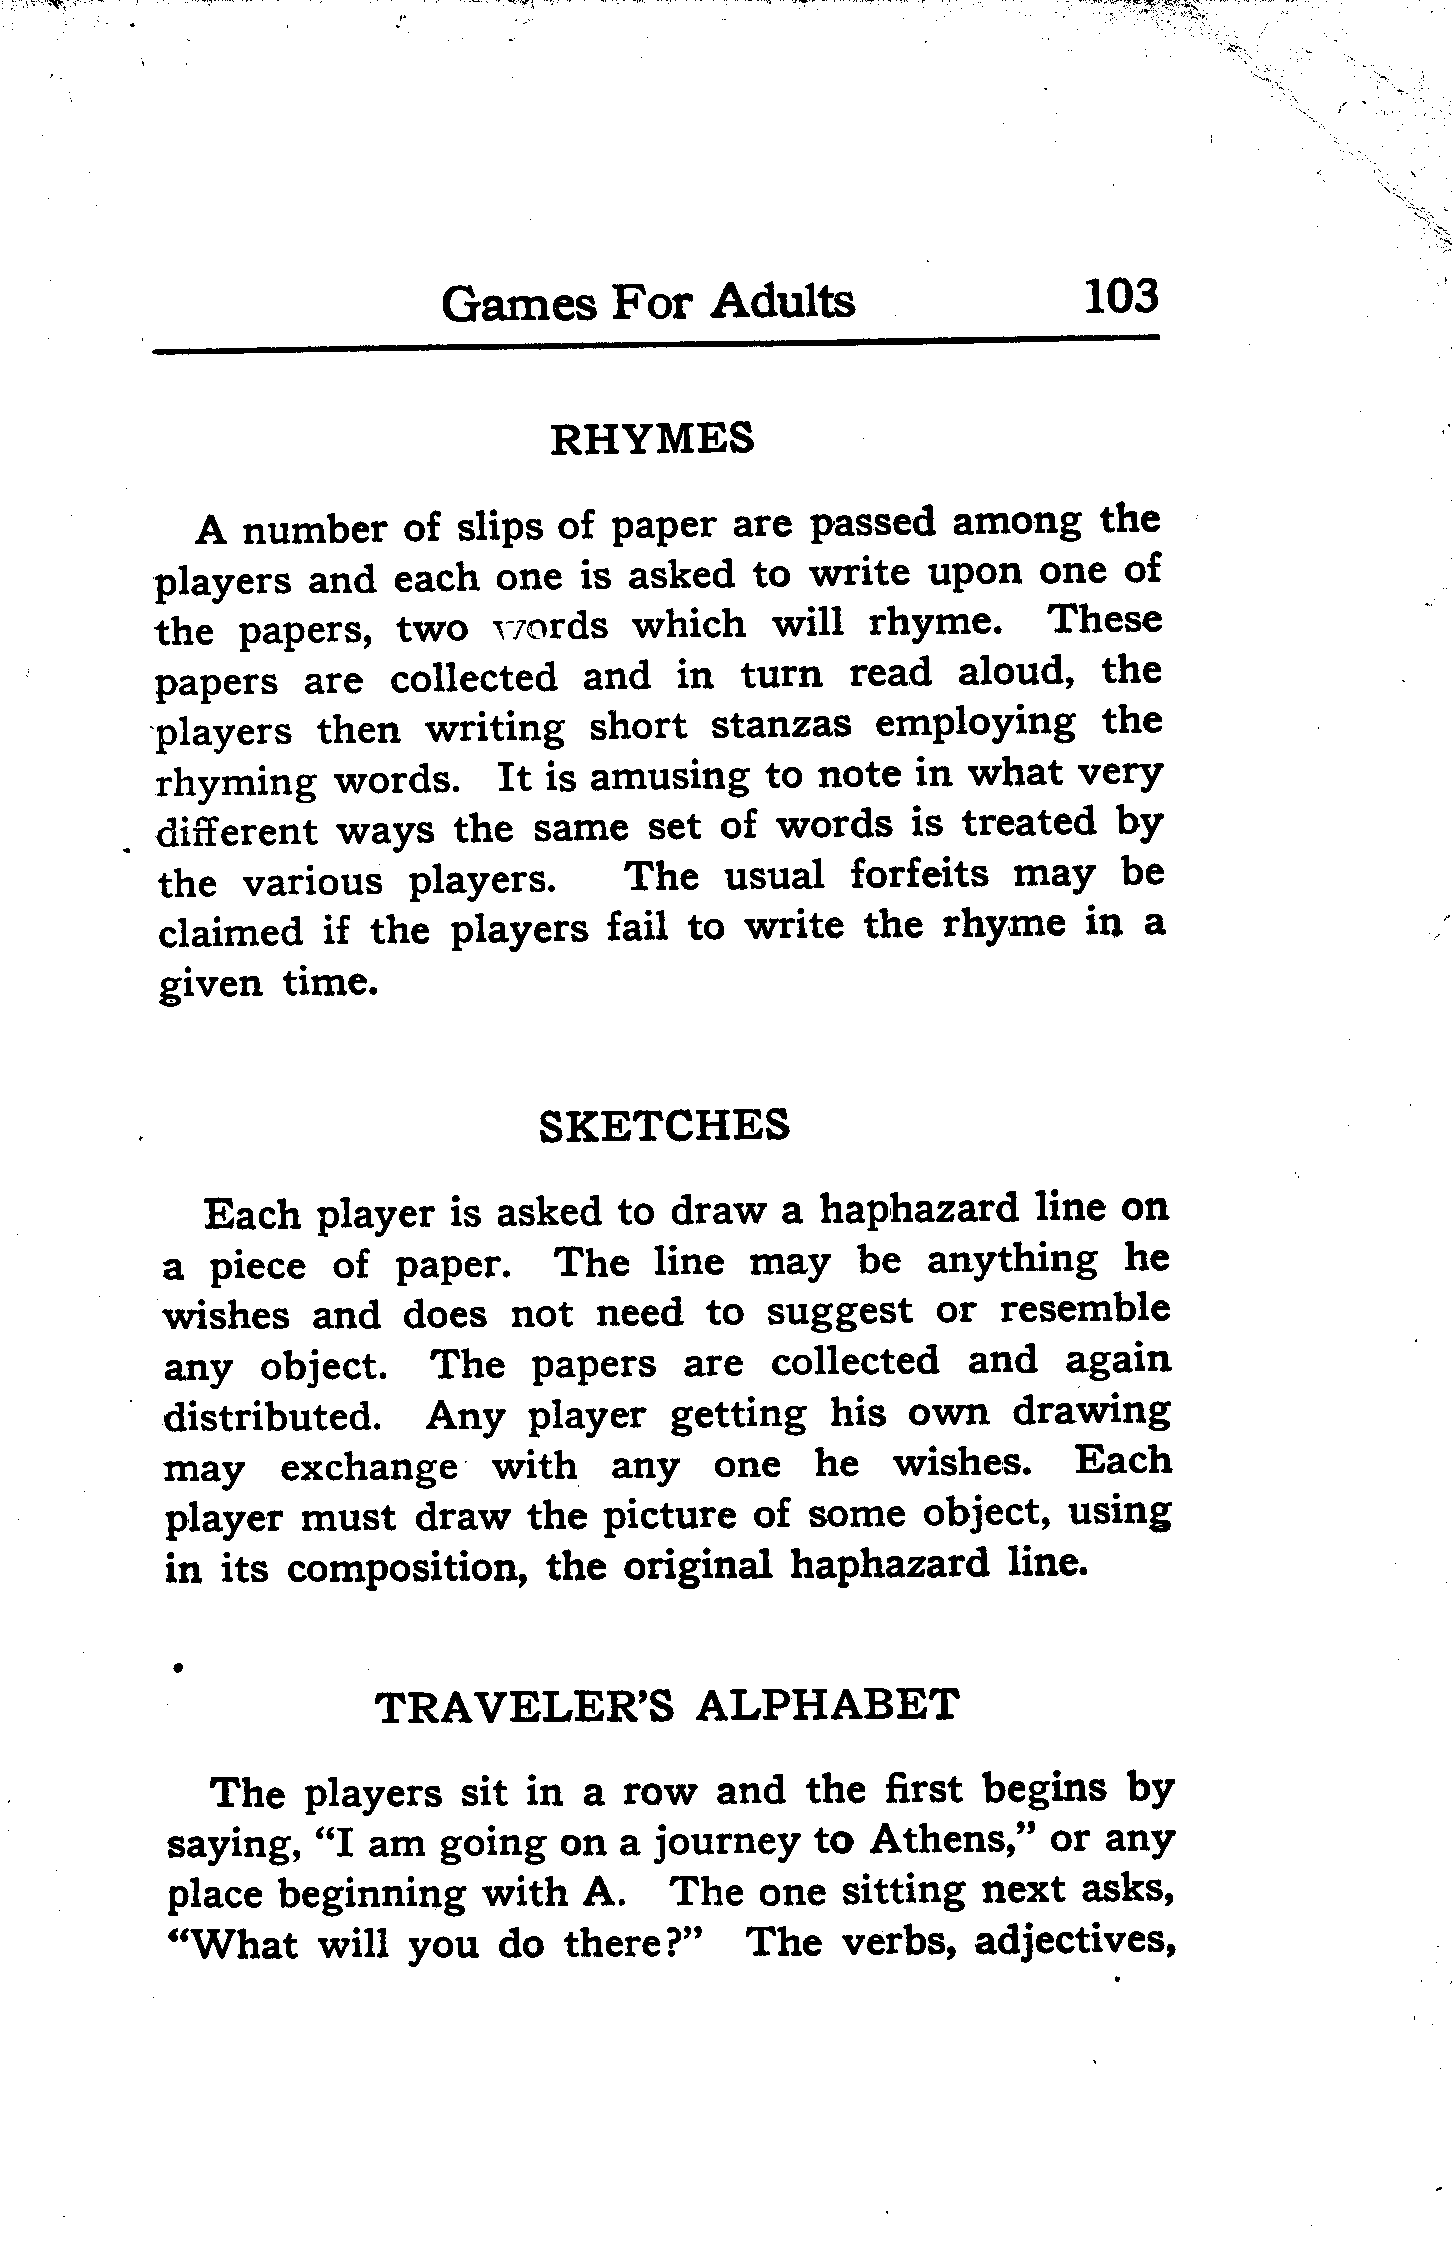 Games For Adults 103
RHYMES
A number of slips of paper are passed among the
players and each one is asked to write upon one of
the papers, two words which will rhyme. These
papers are collected and in turn read aloud, the
players then writing short stanzas employing the
rhyming words. It is amusing to note in what very
different ways the same set of words is treated by
the various players. The usual forfeits may be
claimed if the players fail to write the rhyme in a
given time.
SKETCHES
Each player is asked to draw a haphazard line on
a piece of paper. The line may be anything he
wishes and does not need to suggest or resemble
any object. The papers are collected and again
distributed. Any player getting his own drawing
may exchange with any one he wishes. Each
player must draw the picture of some object, using
in its composition, the original haphazard line.
TRAVELER'S ALPHABET
The players sit in a row and the first begins by
saying, “I am going on a journey to Athens,” or any
place beginning with A. The one sitting next asks,
“What will you do there?” The verbs, adjectives,